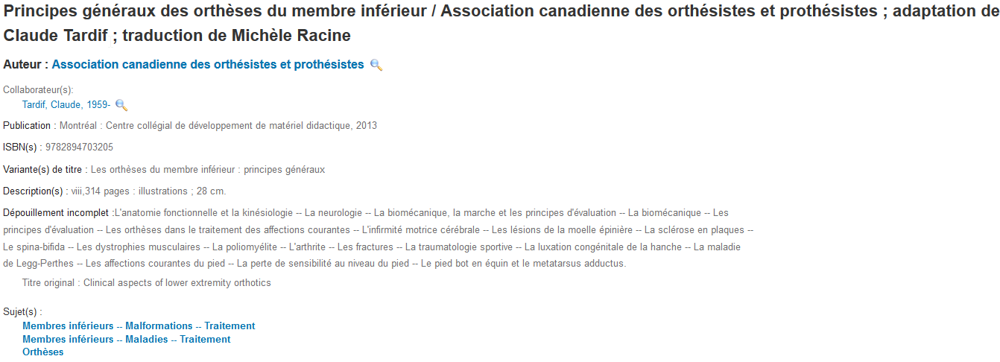 Principes généraux des orthèses du membre inférieur / Association canadienne des orthésistes et prothésistes ; adaptation de
Claude Tardif ; traduction de Michèle Racine
Auteur : Association canadienne des orthésistes et prothésistes
Collaborateur(s):
Tardif, Claude, 1959-
Publication : Montréal : Centre collégial de développement de matériel didactique, 2013
ISBN(s) : 9782894703205
Variante(s) de titre : Les orthèses du membre inférieur : principes généraux
Description(s) : viii,314 pages : illustrations ; 28 cm.
Dépouillement incomplet :L'anatomie fonctionnelle et la kinésiologie -- La neurologie -- La biomécanique, la marche et les principes d'évaluation -- La biomécanique -- Les
principes d'évaluation -- Les orthèses dans le traitement des affections courantes -- L'infirmité motrice cérébrale -- Les lésions de la moelle épinière -- La sclérose en plaques --
Le spina-bifida -- Les dystrophies musculaires -- La poliomyélite -- L'arthrite -- Les fractures -- La traumatologie sportive -- La luxation congénitale de la hanche -- La maladie
de Legg-Perthes -- Les affections courantes du pied -- La perte de sensibilité au niveau du pied -- Le pied bot en équin et le metatarsus adductus.
Titre original : Clinical aspects of lower extremity orthotics
Sujet(s) :
Membres inférieurs -- Malformations -- Traitement
Membres inférieurs -- Maladies -- Traitement
Orthèses